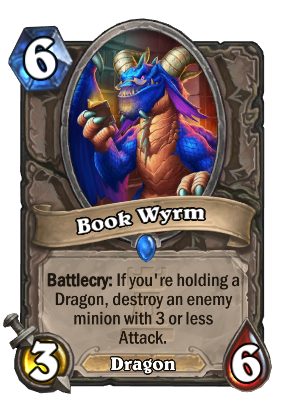 6
Book Wyrm
Battlecry: If you're holding a
Dragon, destroy an enemy
minion with 3 or less
Attack.
3
Dragon
6